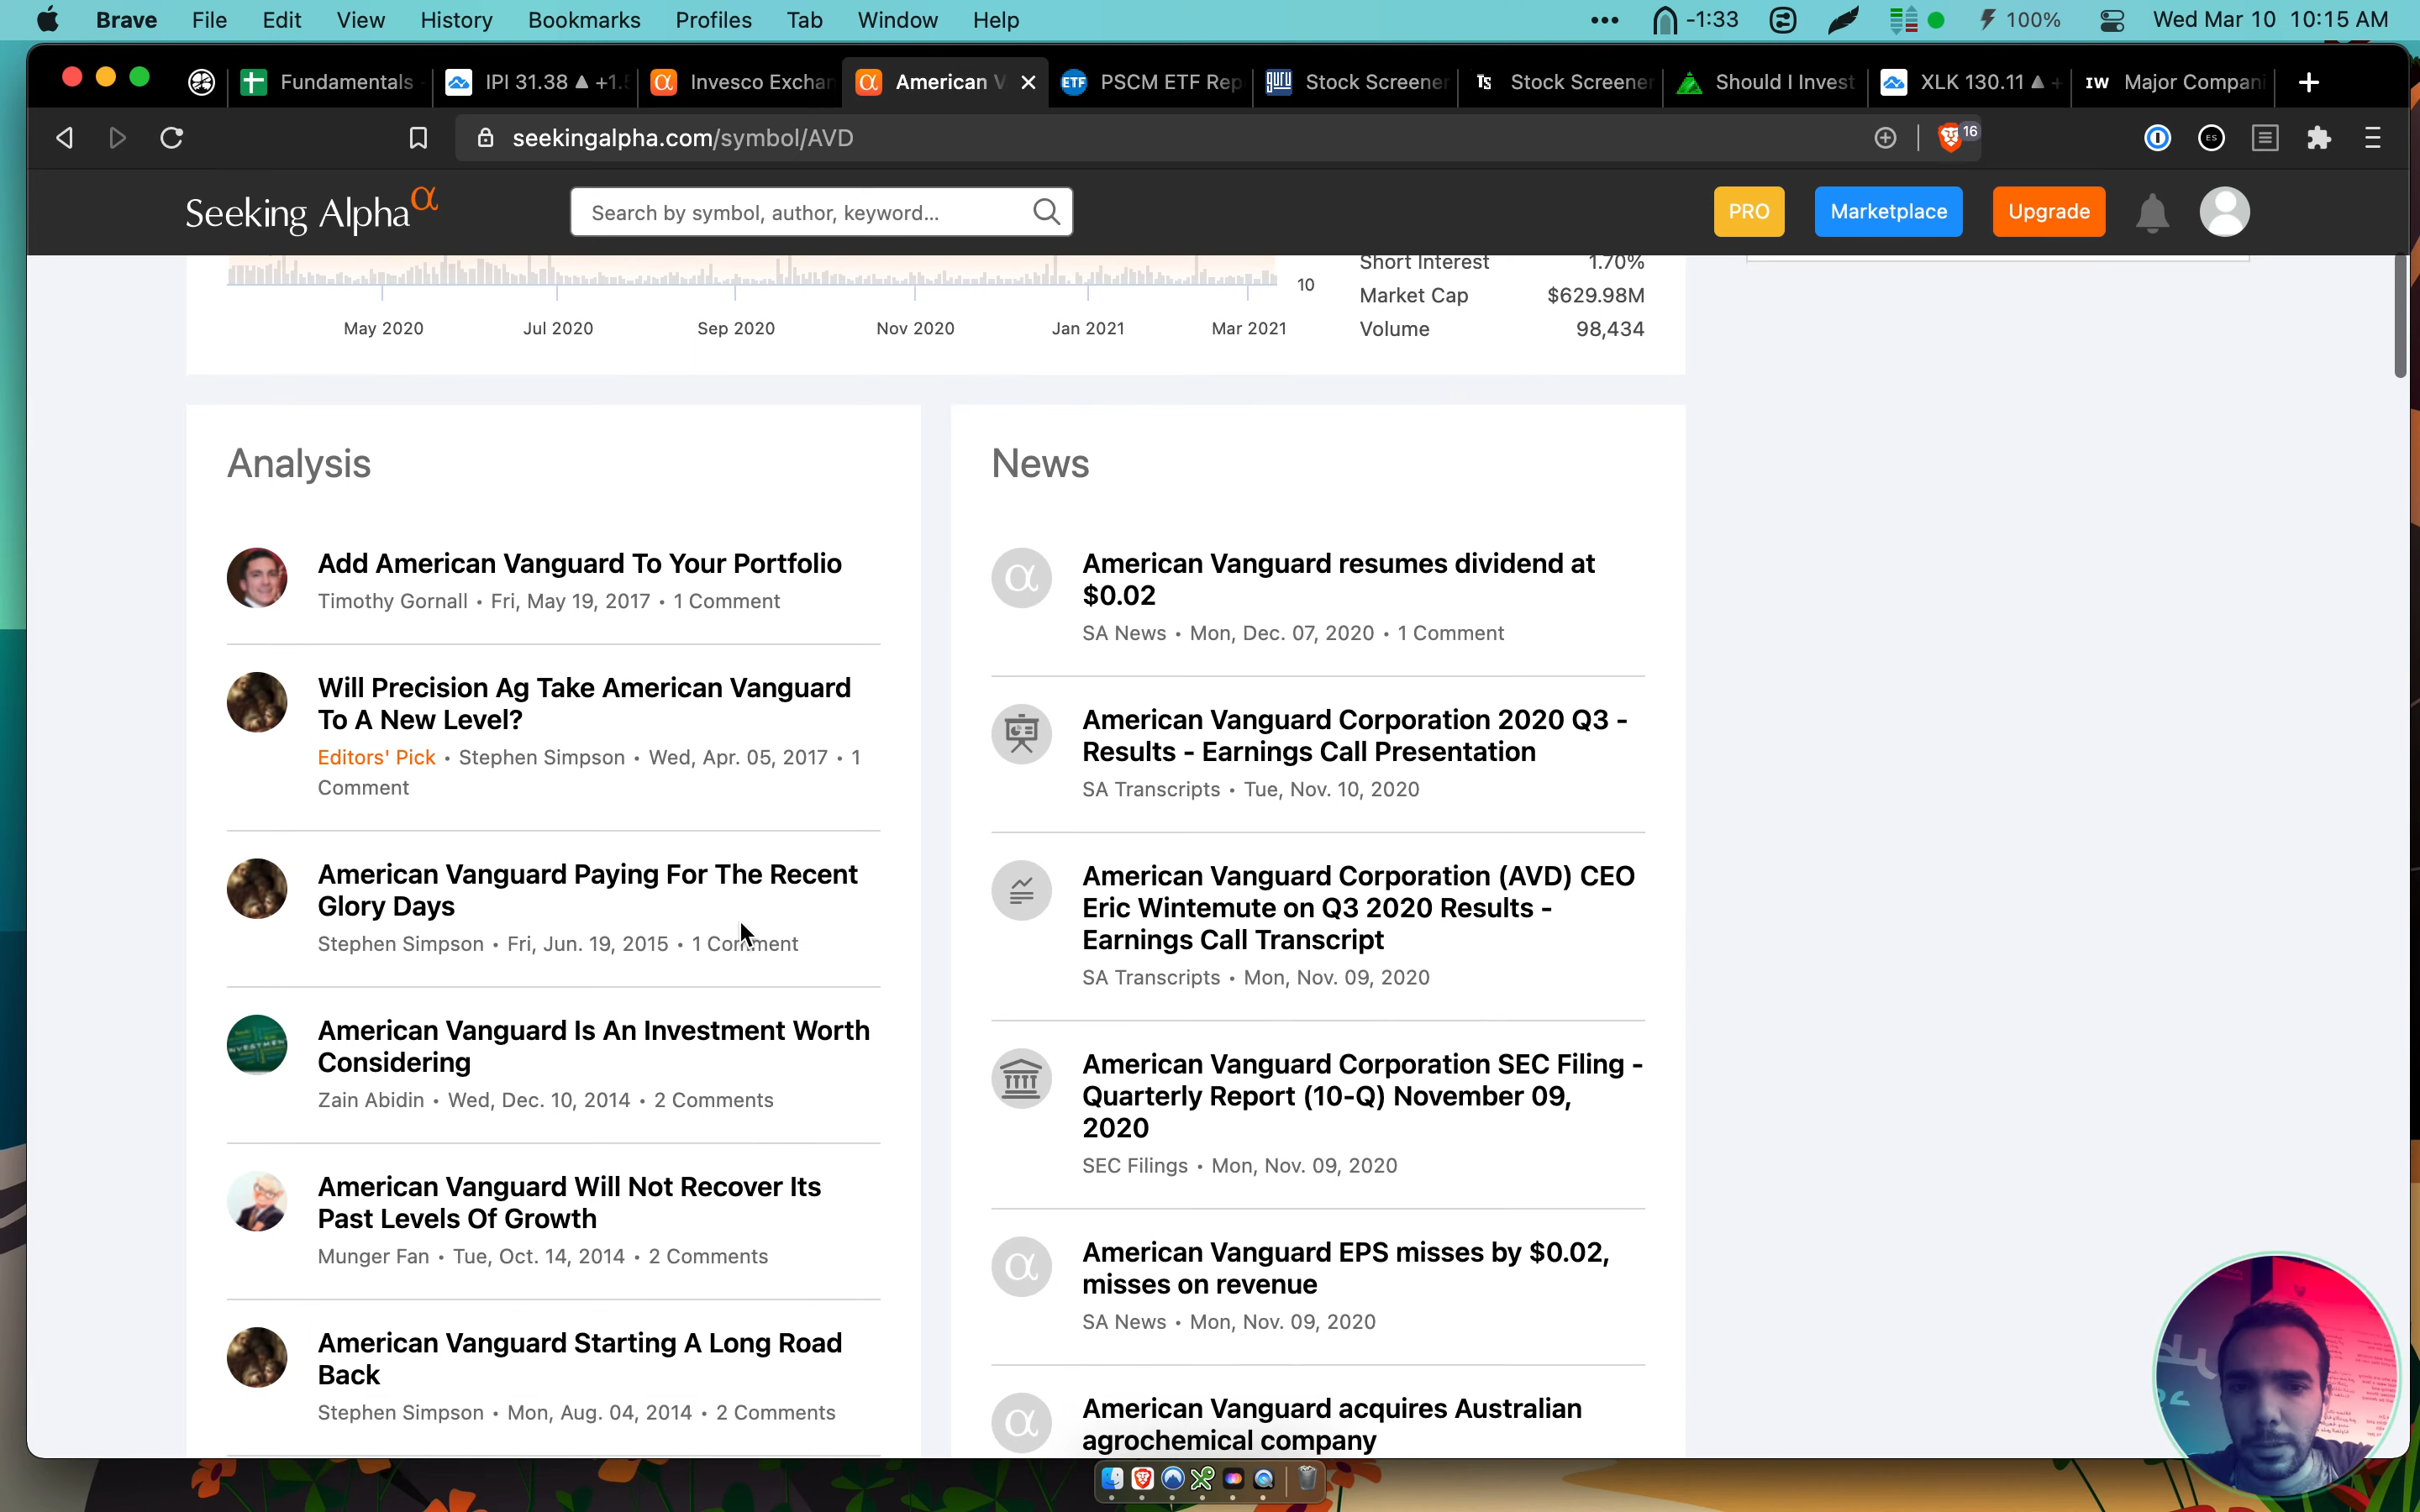 Brave File Edit View History Bookmarks Profiles Tab Window Help ••• -1:33 100% Wed Mar 10 10:15 AM
Fundamentals IPI 31.38 ▲ +1. Invesco Exchan American V PSCM ETF Rep Stock Screener Stock Screener Should I Invest XLK 130.11 ▲ + Major Compani
seekingalpha.com/symbol/AVD 16
Seeking Alpha α Search by symbol, author, keyword... PRO Marketplace Upgrade
Short Interest 1.70%
10 Market Cap $629.98M
May 2020 Jul 2020 Sep 2020 Nov 2020 Jan 2021 Mar 2021 Volume 98,434
Analysis
Add American Vanguard To Your Portfolio
Timothy Gornall • Fri, May 19, 2017 • 1 Comment
Will Precision Ag Take American Vanguard
To A New Level?
Editors' Pick • Stephen Simpson • Wed, Apr. 05, 2017 • 1
Comment
American Vanguard Paying For The Recent
Glory Days
Stephen Simpson • Fri, Jun. 19, 2015 • 1 Comment
American Vanguard Is An Investment Worth
Considering
Zain Abidin • Wed, Dec. 10, 2014 • 2 Comments
American Vanguard Will Not Recover Its
Past Levels Of Growth
Munger Fan • Tue, Oct. 14, 2014 • 2 Comments
American Vanguard Starting A Long Road
Back
Stephen Simpson • Mon, Aug. 04, 2014 • 2 Comments
News
American Vanguard resumes dividend at
$0.02
SA News • Mon, Dec. 07, 2020 • 1 Comment
American Vanguard Corporation 2020 Q3 -
Results - Earnings Call Presentation
SA Transcripts • Tue, Nov. 10, 2020
American Vanguard Corporation (AVD) CEO
Eric Wintemute on Q3 2020 Results -
Earnings Call Transcript
SA Transcripts • Mon, Nov. 09, 2020
American Vanguard Corporation SEC Filing -
Quarterly Report (10-Q) November 09,
2020
SEC Filings • Mon, Nov. 09, 2020
American Vanguard EPS misses by $0.02,
misses on revenue
SA News • Mon, Nov. 09, 2020
American Vanguard acquires Australian
agrochemical company